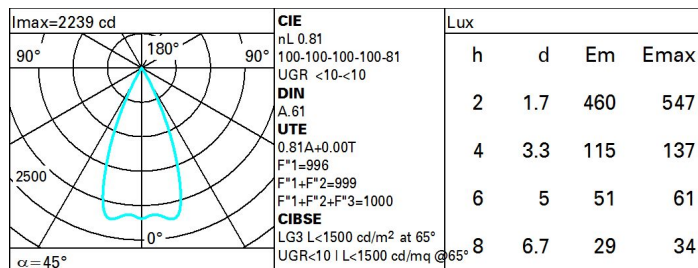 Imax=2239 cd
90° 180° 90°
2500
0°
α=45°
CIE
nL 0.81
100-100-100-100-81
UGR <10-<10
DIN
A.61
UTE
0.81A+0.00T
F"1=996
F"1+F"2=999
F"1+F"2+F"3=1000
CIBSE
LG3 L<1500 cd/m² at 65°
UGR<10 | L<1500 cd/mq @65°
Lux
h d Em Emax
2 1.7 460 547
4 3.3 115 137
6 5 51 61
8 6.7 29 34